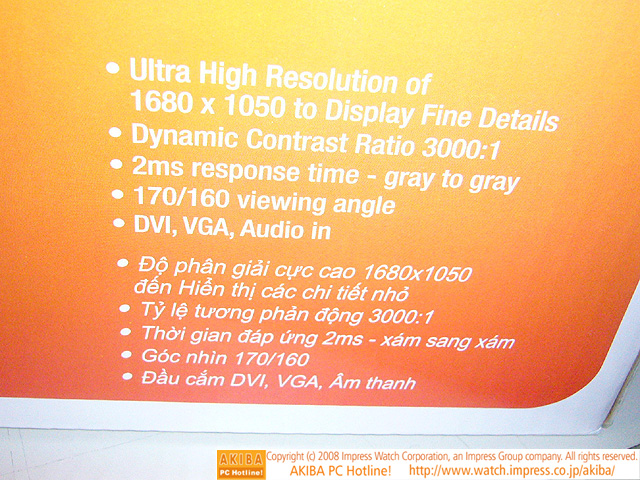 • Ultra High Resolution of
1680 x 1050 to Display Fine Details
• Dynamic Contrast Ratio 3000:1
• 2ms response time - gray to gray
• 170/160 viewing angle
• DVI, VGA, Audio in
• Độ phân giải cực cao 1680x1050
đến Hiển thị các chi tiết nhỏ
• Tỷ lệ tương phản động 3000:1
• Thời gian đáp ứng 2ms - xám sang xám
• Góc nhìn 170/160
• Đầu cắm DVI, VGA, Âm thanh
AKIBA
PC Hotline!
Copyright (c) 2008 Impress Watch Corporation, an Impress Group company. All rights reserved.
AKIBA PC Hotline! http://www.watch.impress.co.jp/akiba/